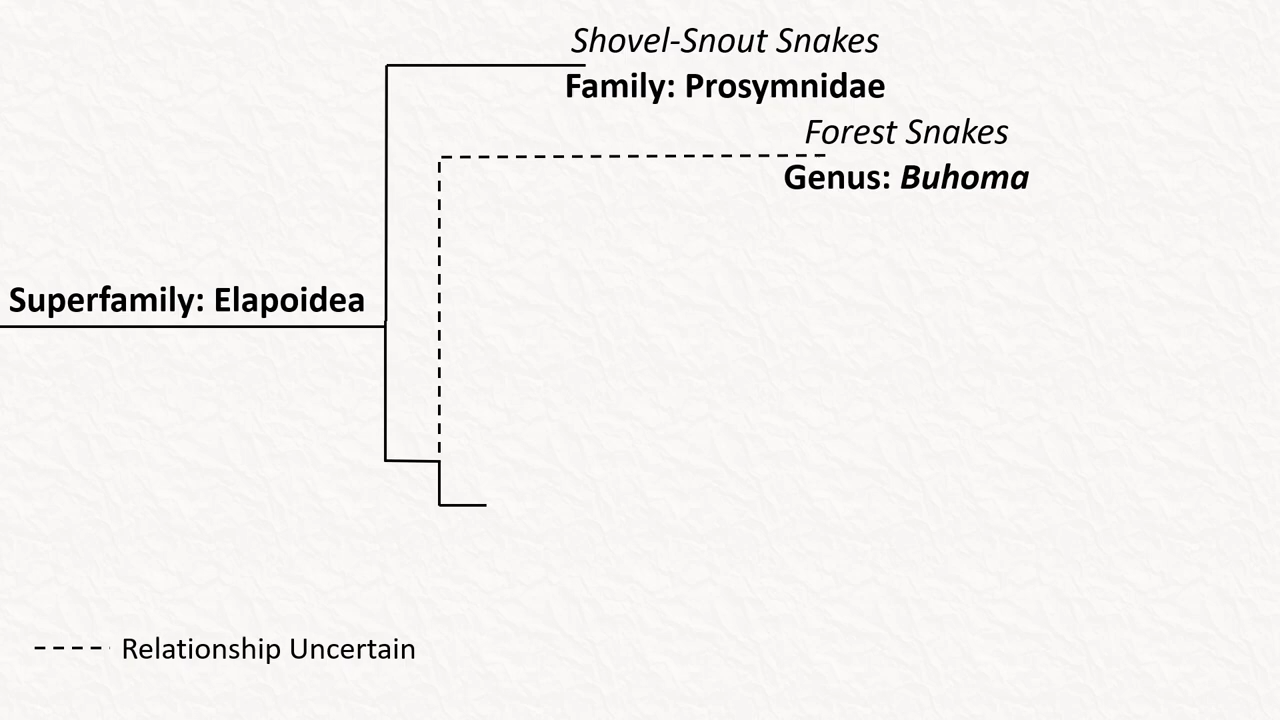 Shovel-Snout Snakes
Family: Prosymnidae
Forest Snakes
Genus: Buhoma
Superfamily: Elapoidea
Relationship Uncertain